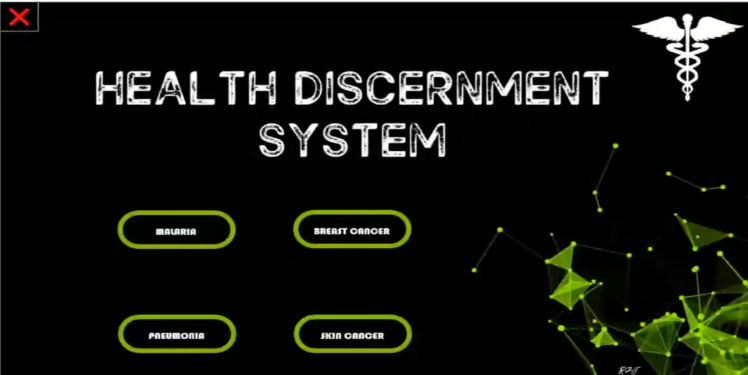 HEALTH DISCERNMENT
SYSTEM
MALARIA
BREAST CANCER
PNEUMONIA
SKIN CANCER